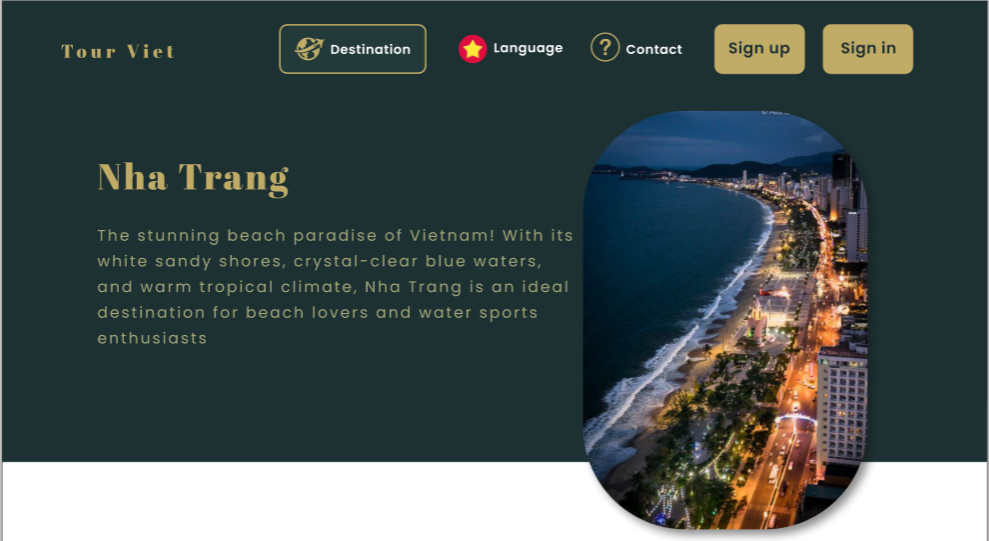 Tour Viet
Destination
Language
? Contact
Sign up
Sign in
Nha Trang
The stunning beach paradise of Vietnam! With its
white sandy shores, crystal-clear blue waters,
and warm tropical climate, Nha Trang is an ideal
destination for beach lovers and water sports
enthusiasts